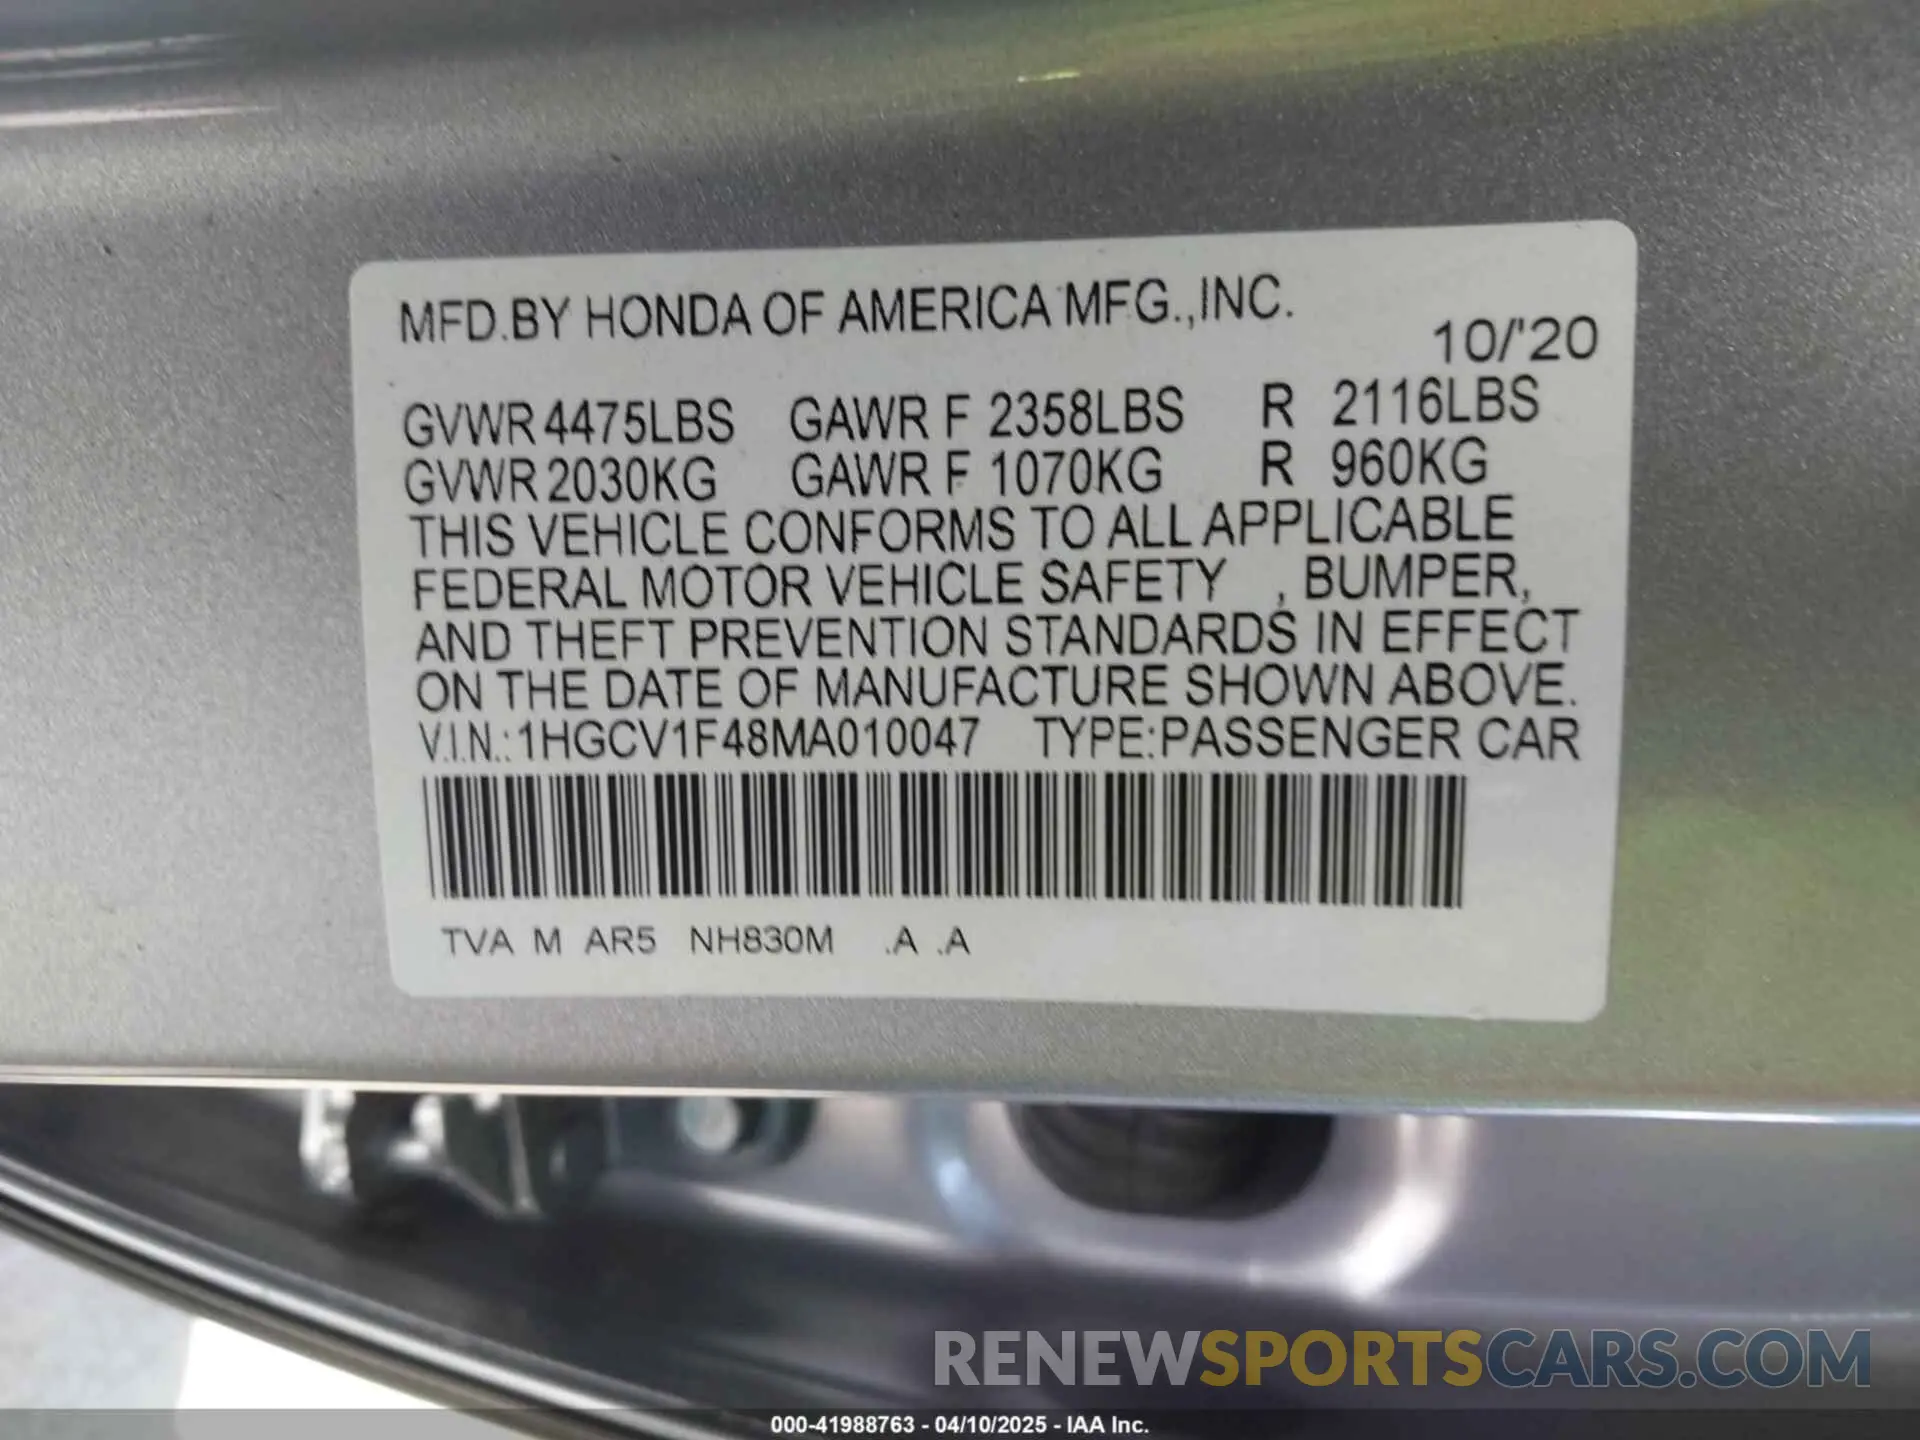 MFD.BY HONDA OF AMERICA MFG.,INC.
10/'20
GVWR 4475LBS GAWR F 2358LBS R 2116LBS
GVWR 2030KG GAWR F 1070KG R 960KG
THIS VEHICLE CONFORMS TO ALL APPLICABLE
FEDERAL MOTOR VEHICLE SAFETY , BUMPER,
AND THEFT PREVENTION STANDARDS IN EFFECT
ON THE DATE OF MANUFACTURE SHOWN ABOVE.
V.I.N.: 1HGCV1F48MA010047 TYPE:PASSENGER CAR
TVA M AR5 NH830M .A .A
RENEWSPORTSCARS.COM
000-41988763 - 04/10/2025 - IAA Inc.